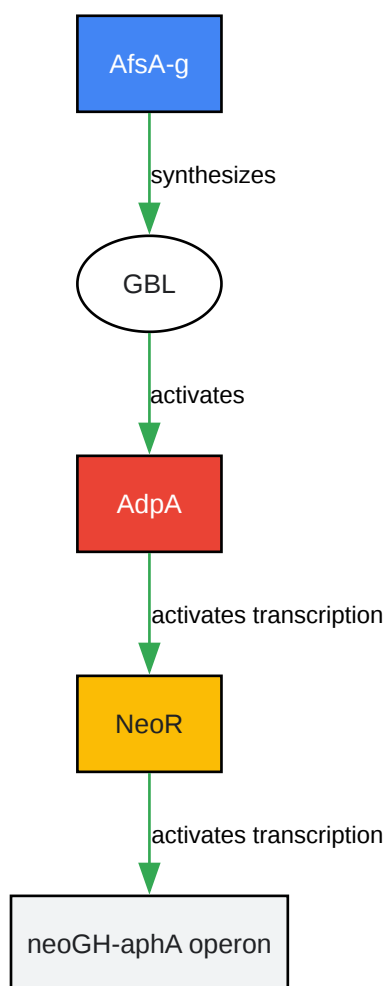 AfsA-g
synthesizes
GBL
activates
AdpA
activates transcription
NeoR
activates transcription
neoGH-aphA operon